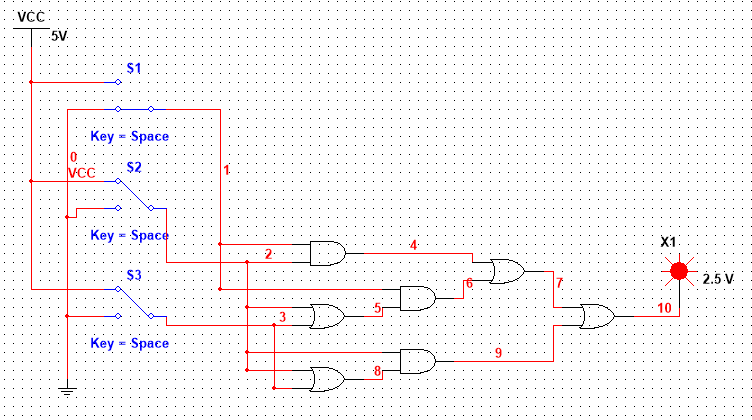 VCC
5V
S1
Key = Space
0
VCC
S2
1
Key = Space
2
4
X1
2.5 V
S3
6
7
5
3
10
Key = Space
9
8